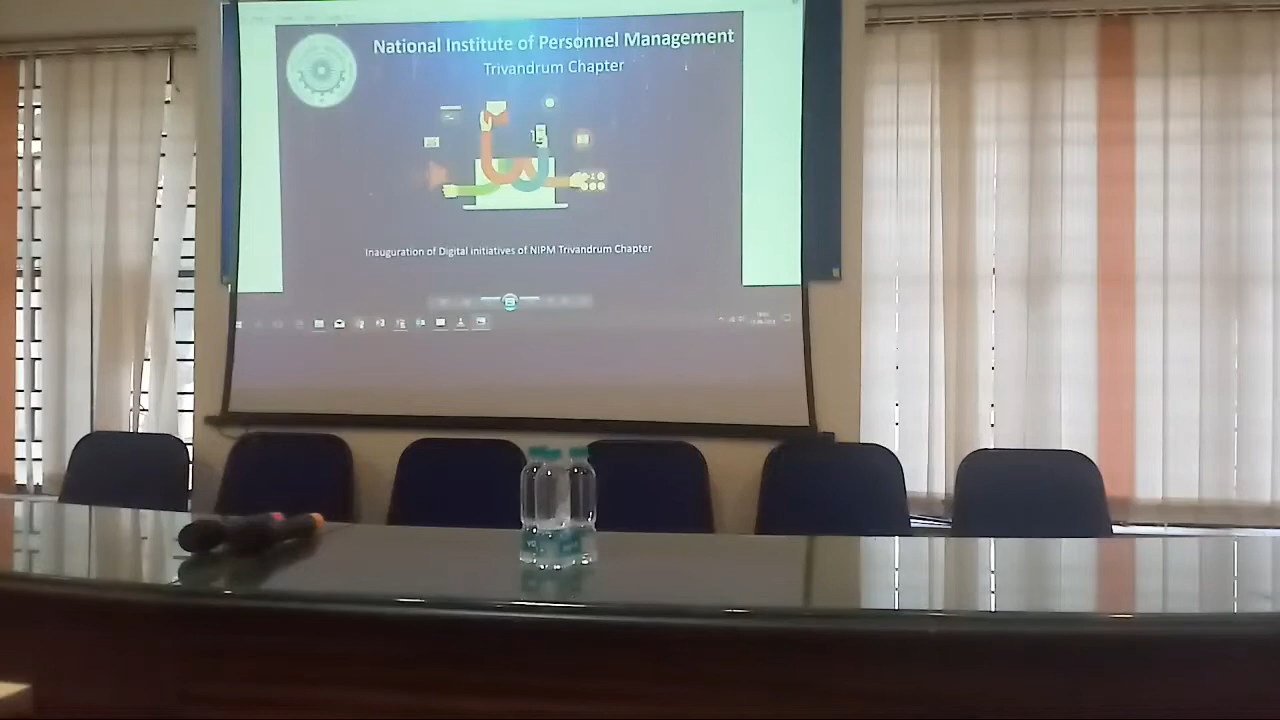 National Institute of Personnel Management
Trivandrum Chapter
Inauguration of Digital initiatives of NIPM Trivandrum Chapter